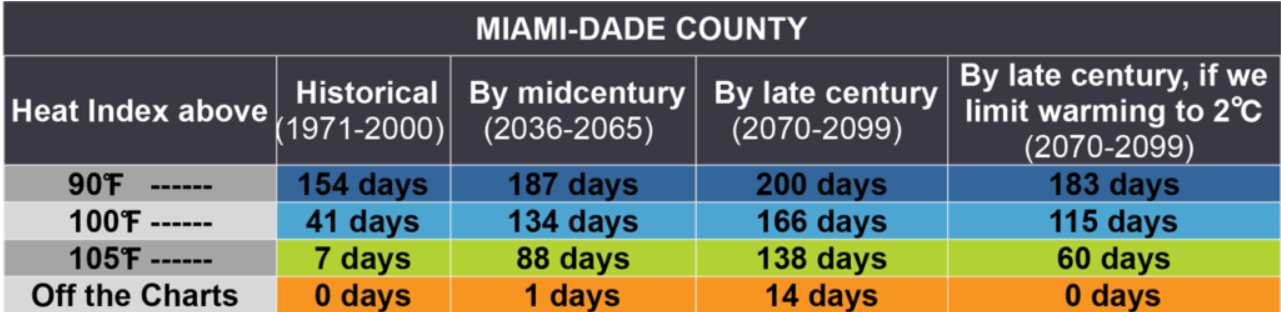 MIAMI-DADE COUNTY
Heat Index above Historical (1971-2000) By midcentury (2036-2065) By late century (2070-2099) By late century, if we limit warming to 2°C (2070-2099)
90°F ------ 154 days 187 days 200 days 183 days
100°F ------ 41 days 134 days 166 days 115 days
105°F ------ 7 days 88 days 138 days 60 days
Off the Charts 0 days 1 days 14 days 0 days